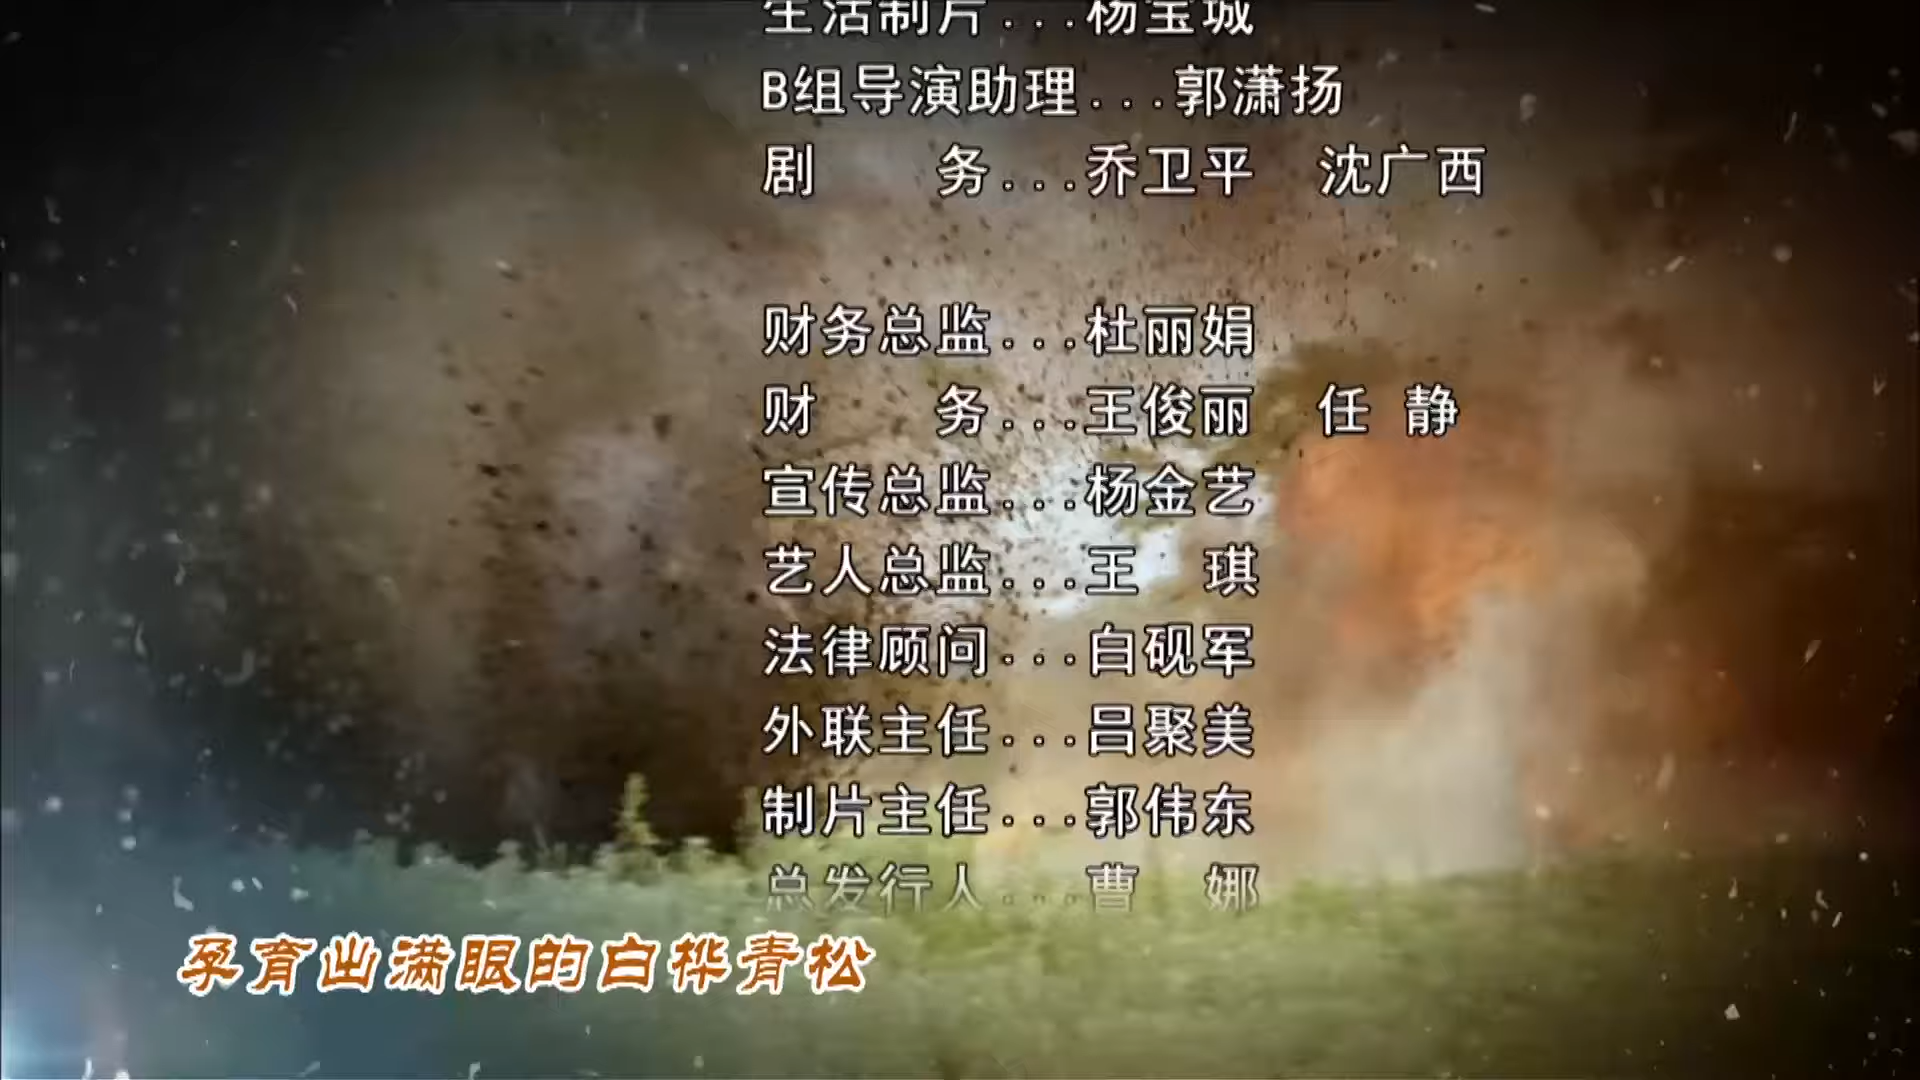 生活制片...杨宝城
B组导演助理...郭潇扬
剧 务...乔卫平 沈广西
财务总监...杜丽娟
财 务...王俊丽 任 静
宣传总监...杨金艺
艺人总监...王 琪
法律顾问...白砚军
外联主任...吕聚美
制片主任...郭伟东
总发行人...曹 娜
孕育出满眼的白桦青松